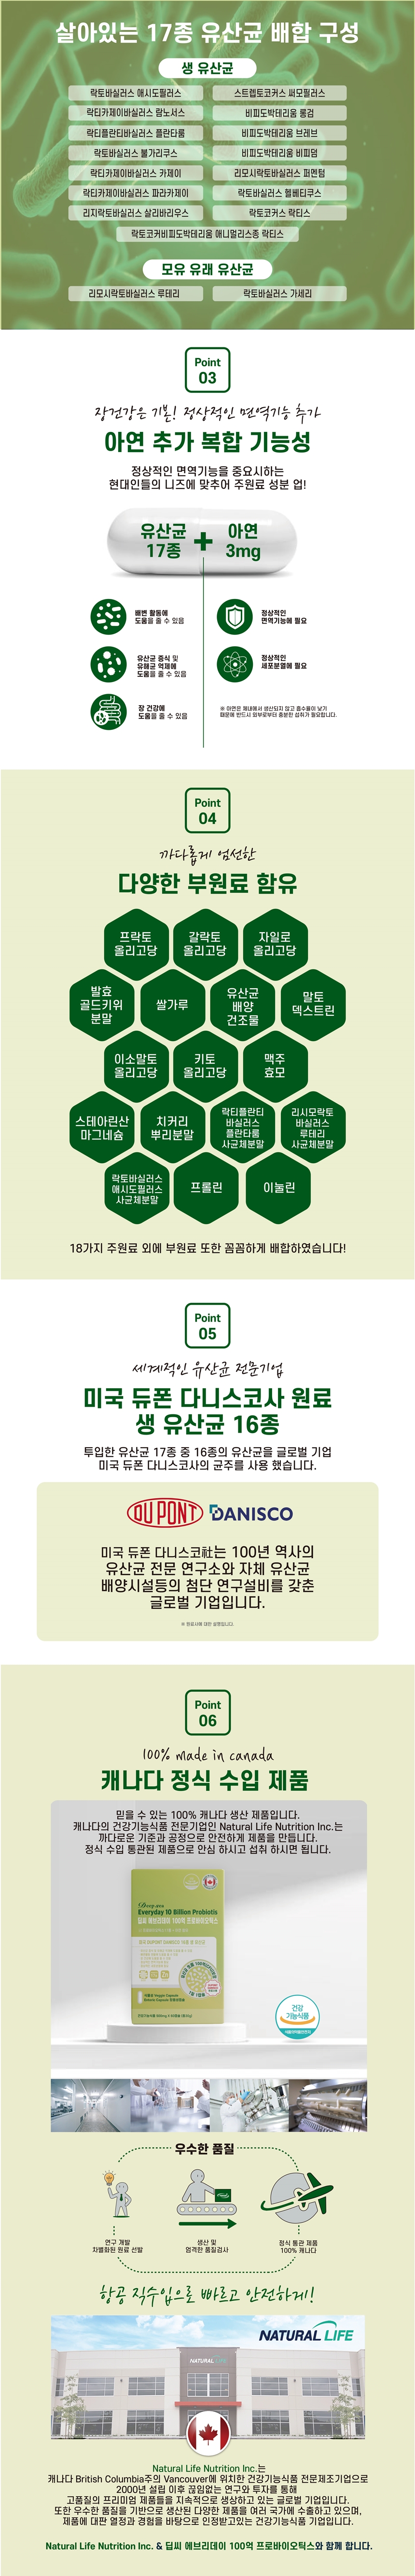 살아있는 17종 유산균 배합 구성
생 유산균
락토바실러스 애시도필러스
스트렙토코커스 써모필러스
락티카제이바실러스 람노서스
비피도박테리움 롱검
락티플란티바실러스 플란타룸
비피도박테리움 브레브
락토바실러스 불가리쿠스
비피도박테리움 비피덤
락티카제이바실러스 카제이
리모시락토바실러스 퍼멘텀
락티카제이바실러스 파라카제이
락토바실러스 헬베티쿠스
리지락토바실러스 살리바리우스
락토코커스 락티스
락토코커비피도박테리움 애니멀리스종 락티스
모유 유래 유산균
리모시락토바실러스 루테리
락토바실러스 가세리
Point
03
장건강은 기본! 정상적인 면역기능 추가
아연 추가 복합 기능성
정상적인 면역기능을 중요시하는
현대인들의 니즈에 맞추어 주원료 성분 업!
유산균
17종
+
아연
3mg
배변 활동에
도움을 줄 수 있음
정상적인
면역기능에 필요
유산균 증식 및
유해균 억제에
도움을 줄 수 있음
정상적인
세포분열에 필요
장 건강에
도움을 줄 수 있음
※ 아연은 체내에서 생산되지 않고 흡수율이 낮기
때문에 반드시 외부로부터 충분한 섭취가 필요합니다.
Point
04
까다롭게 엄선한
다양한 부원료 함유
프락토
올리고당
갈락토
올리고당
자일로
올리고당
발효
골드키위
분말
쌀가루
유산균
배양
건조물
말토
덱스트린
이소말토
올리고당
키토
올리고당
맥주
효모
스테아린산
마그네슘
치커리
뿌리분말
락티플란티
바실러스
플란타룸
사균체분말
리시모락토
바실러스
루테리
사균체분말
락토바실러스
애시도필러스
사균체분말
프롤린
이눌린
18가지 주원료 외에 부원료 또한 꼼꼼하게 배합하였습니다!
Point
05
세계적인 유산균 전문기업
미국 듀폰 다니스코사 원료
생 유산균 16종
투입한 유산균 17종 중 16종의 유산균을 글로벌 기업
미국 듀폰 다니스코사의 균주를 사용 했습니다.
DUPONT DANISCO
미국 듀폰 다니스코社는 100년 역사의
유산균 전문 연구소와 자체 유산균
배양시설등의 첨단 연구설비를 갖춘
글로벌 기업입니다.
※ 원료사에 대한 설명입니다.
Point
06
100% made in canada
캐나다 정식 수입 제품
믿을 수 있는 100% 캐나다 생산 제품입니다.
캐나다의 건강기능식품 전문기업인 Natural Life Nutrition Inc.는
까다로운 기준과 공정으로 안전하게 제품을 만듭니다.
정식 수입 통관된 제품으로 안심 하시고 섭취 하시면 됩니다.
Everyday 10 Billion Probiotis
딥씨 에브리데이 100억 프로바이오틱스
건강
기능식품
우수한 품질
연구 개발
차별화된 원료 선발
생산 및
엄격한 품질검사
정식 통관 제품
100% 캐나다
항공 직수입으로 빠르고 안전하게!
NATURAL LIFE
NATURAL LIFE
Natural Life Nutrition Inc.는
캐나다 British Columbia주의 Vancouver에 위치한 건강기능식품 전문제조기업으로
2000년 설립 이후 끊임없는 연구와 투자를 통해
고품질의 프리미엄 제품들을 지속적으로 생상하고 있는 글로벌 기업입니다.
또한 우수한 품질을 기반으로 생산된 다양한 제품을 여러 국가에 수출하고 있으며,
제품에 대판 열정과 경험을 바탕으로 인정받고있는 건강기능식품 기업입니다.
Natural Life Nutrition Inc. & 딥씨 에브리데이 100억 프로바이오틱스와 함께 합니다.